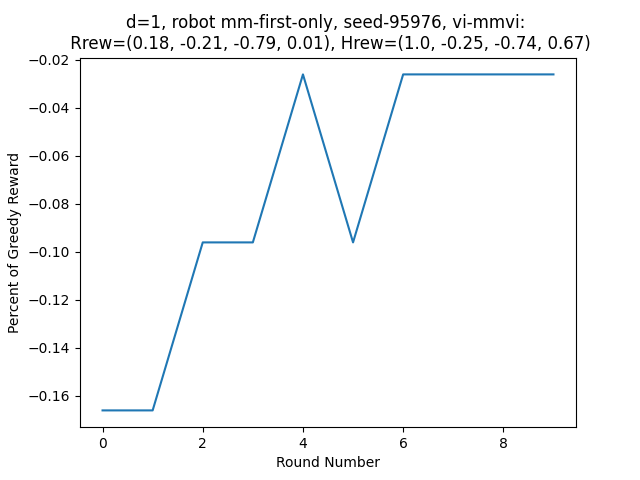 d=1, robot mm-first-only, seed-95976, vi-mmvi:
Rrew=(0.18, -0.21, -0.79, 0.01), Hrew=(1.0, -0.25, -0.74, 0.67)
−0.02
−0.04
−0.06
−0.08
−0.10
−0.12
−0.14
−0.16
Percent of Greedy Reward
0 2 4 6 8
Round Number